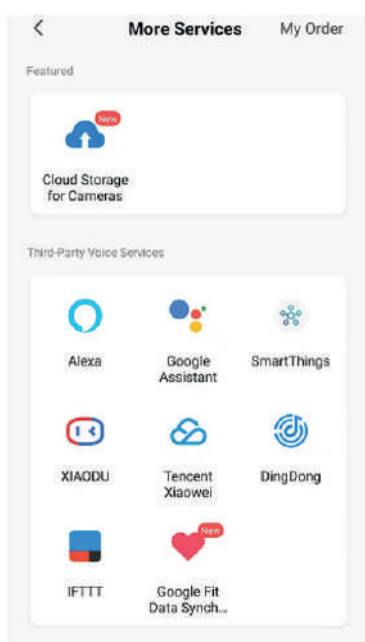 More Services My Order
Featured
New
Cloud Storage
for Cameras
Third-Party Voice Services
Alexa
Google
Assistant
SmartThings
XIAODU
Tencent
Xiaowei
DingDong
New
IFTTT
Google Fit
Data Synch...